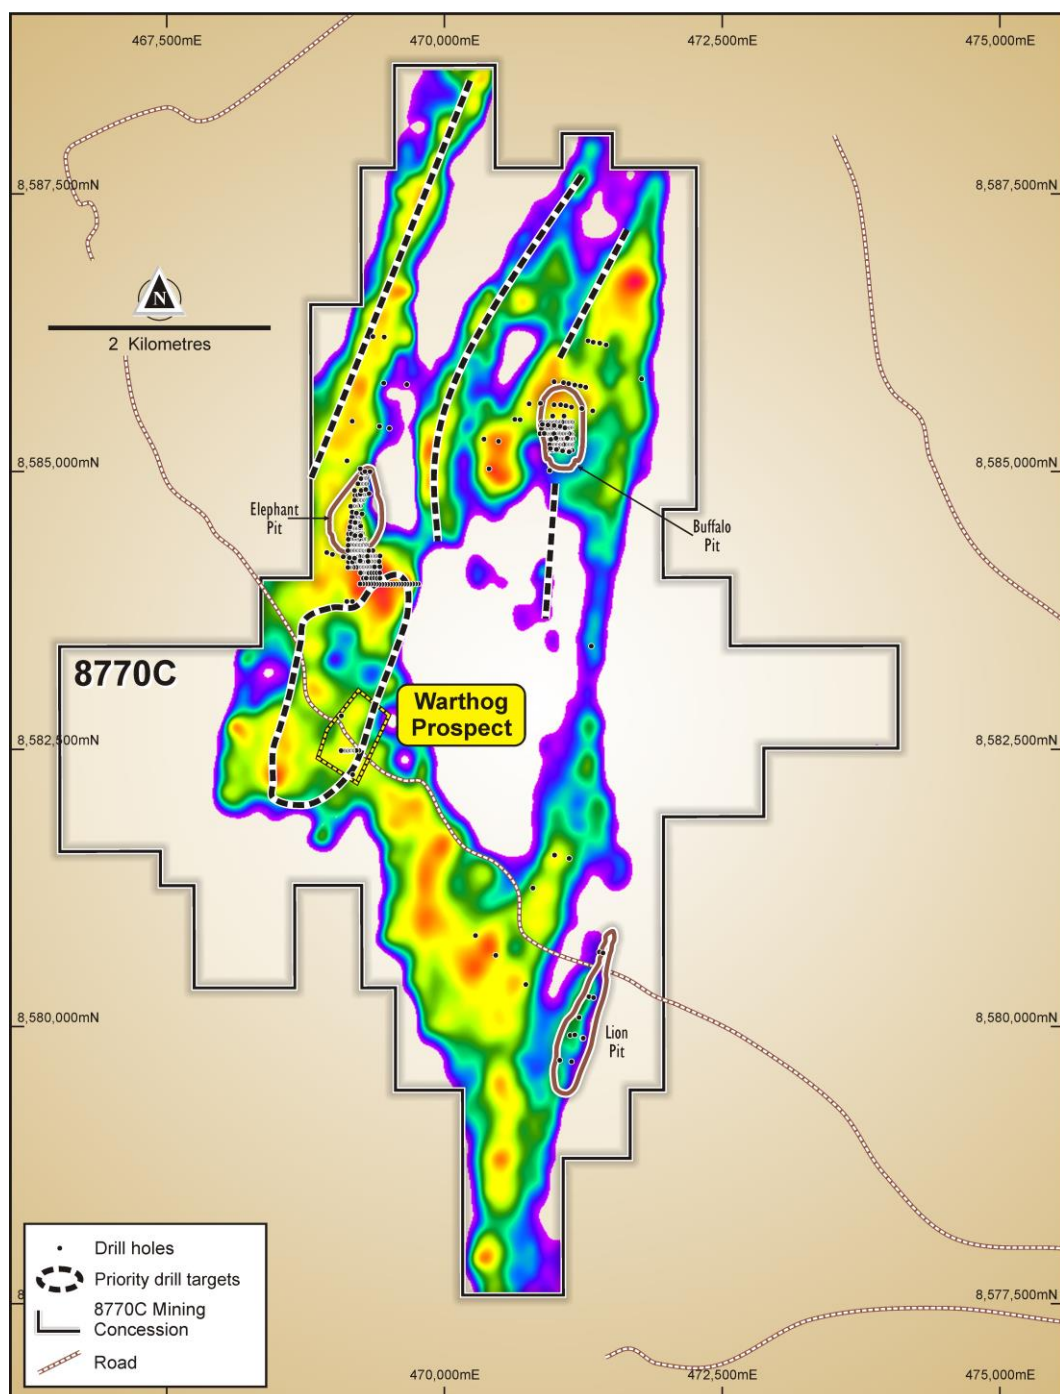 467,500mE
470,000mE
472,500mE
475,000mE
8,587,500mN
8,587,500mN
N
2 Kilometres
8,585,000mN
8,585,000mN
Elephant
Pit
Buffalo
Pit
8770C
Warthog
Prospect
8,582,500mN
8,582,500mN
8,580,000mN
8,580,000mN
Lion
Pit
Drill holes
Priority drill targets
8770C Mining
Concession
Road
8,
8,577,500mN
470,000mE
472,500mE
475,000mE